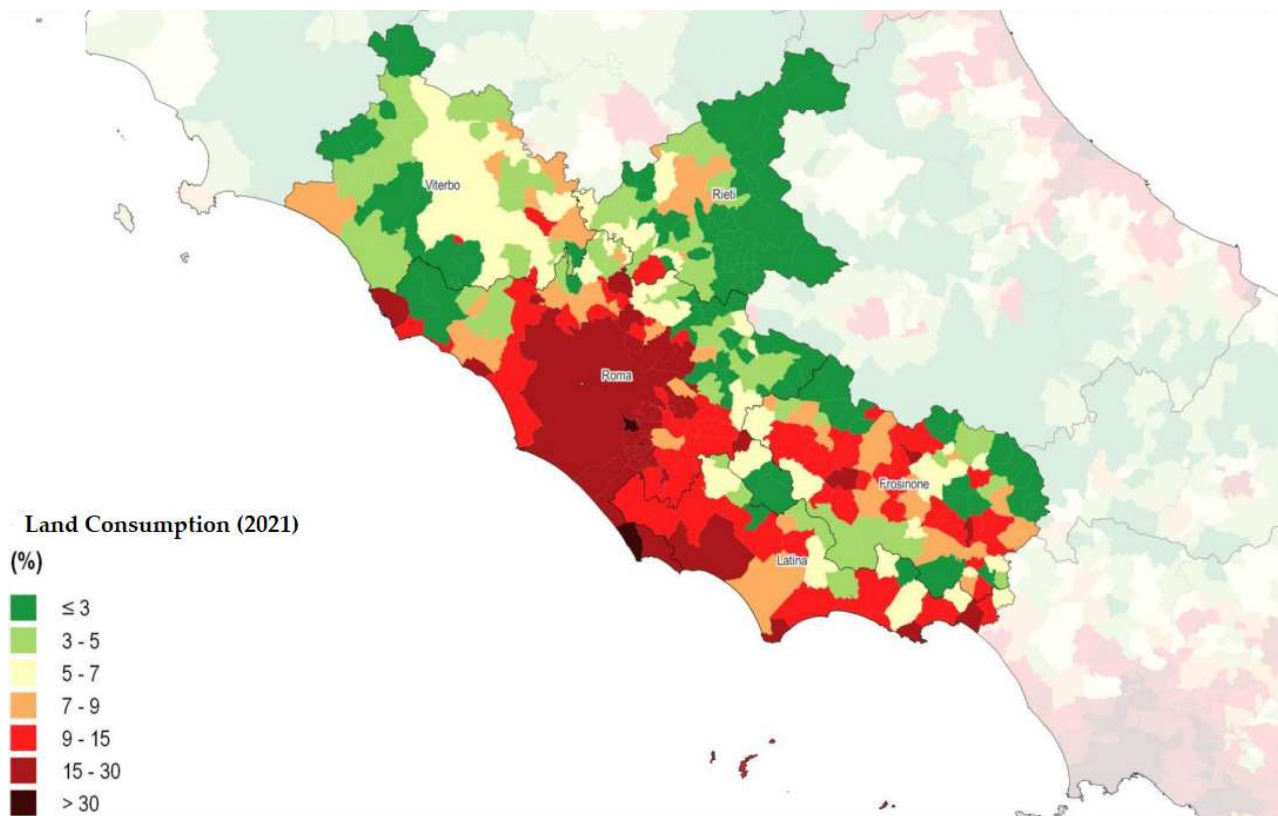 Viterbo
Rieti
Roma
Frosinone
Latina
Land Consumption (2021)
(%)
≤ 3
3 - 5
5 - 7
7 - 9
9 - 15
15 - 30
> 30